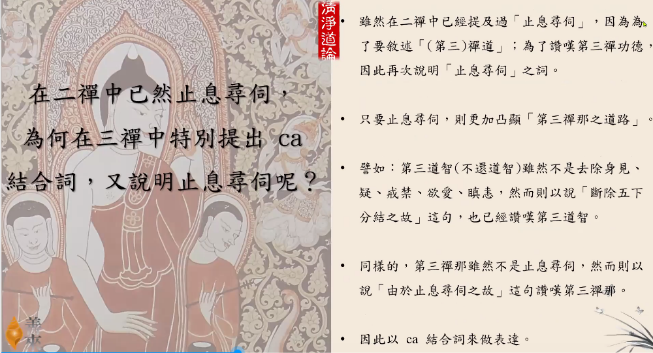 在二禪中已然止息尋伺，
為何在三禪中特別提出 ca
結合詞，又說明止息尋伺呢？
清淨道論
• 雖然在二禪中已經提及過「止息尋伺」，因為為
了要敘述「(第三)禪道」；為了讚嘆第三禪功德，
因此再次說明「止息尋伺」之詞。
• 只要止息尋伺，則更加凸顯「第三禪那之道路」。
• 譬如：第三道智(不還道智)雖然不是去除身見、
疑、戒禁、欲愛、瞋恚，然而則以說「斷除五下
分結之故」這句，也已經讚嘆第三道智。
• 同樣的，第三禪那雖然不是止息尋伺，然而則以
說「由於止息尋伺之故」這句讚嘆第三禪那。
• 因此以 ca 結合詞來做表達。